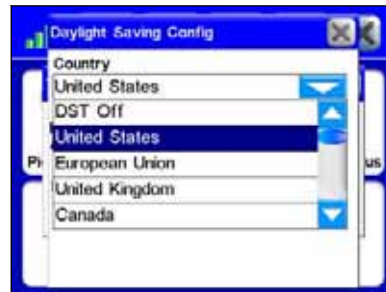 Daylight Saving Config
Country
United States
DST Off
United States
European Union
United Kingdom
Canada